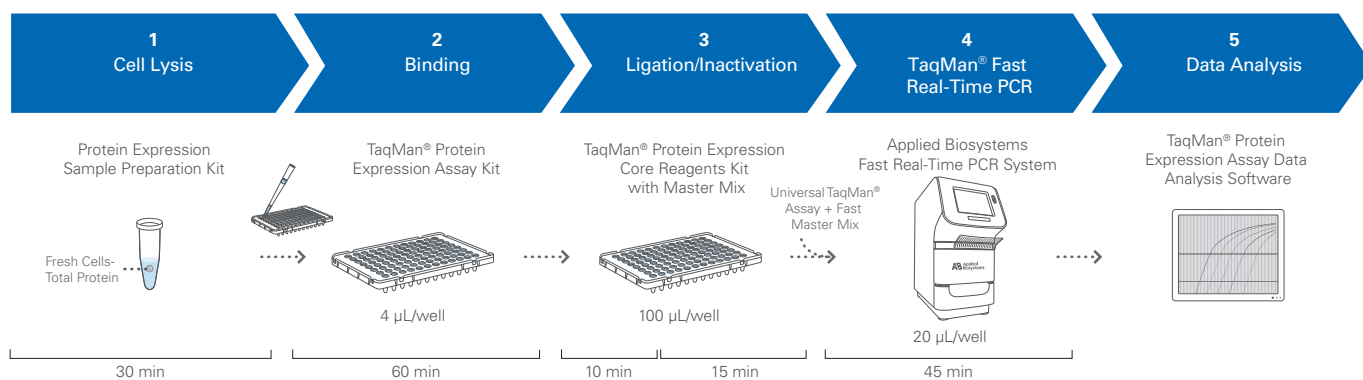 1
Cell Lysis
2
Binding
3
Ligation/Inactivation
4
TaqMan® Fast
Real-Time PCR
5
Data Analysis
Protein Expression
Sample Preparation Kit
TaqMan® Protein
Expression Assay Kit
TaqMan® Protein Expression
Core Reagents Kit
with Master Mix
Universal TaqMan®
Assay + Fast
Master Mix
Applied Biosystems
Fast Real-Time PCR System
TaqMan® Protein
Expression Assay Data
Analysis Software
Fresh Cells-
Total Protein
AB Applied
Biosystems
4 µL/well
100 µL/well
20 µL/well
30 min
60 min
10 min
15 min
45 min